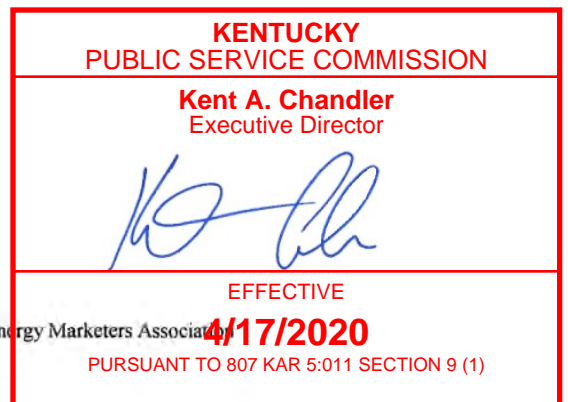 KENTUCKY
PUBLIC SERVICE COMMISSION
Kent A. Chandler
Executive Director
EFFECTIVE
nergy Marketers Association
4/17/2020
PURSUANT TO 807 KAR 5:011 SECTION 9 (1)